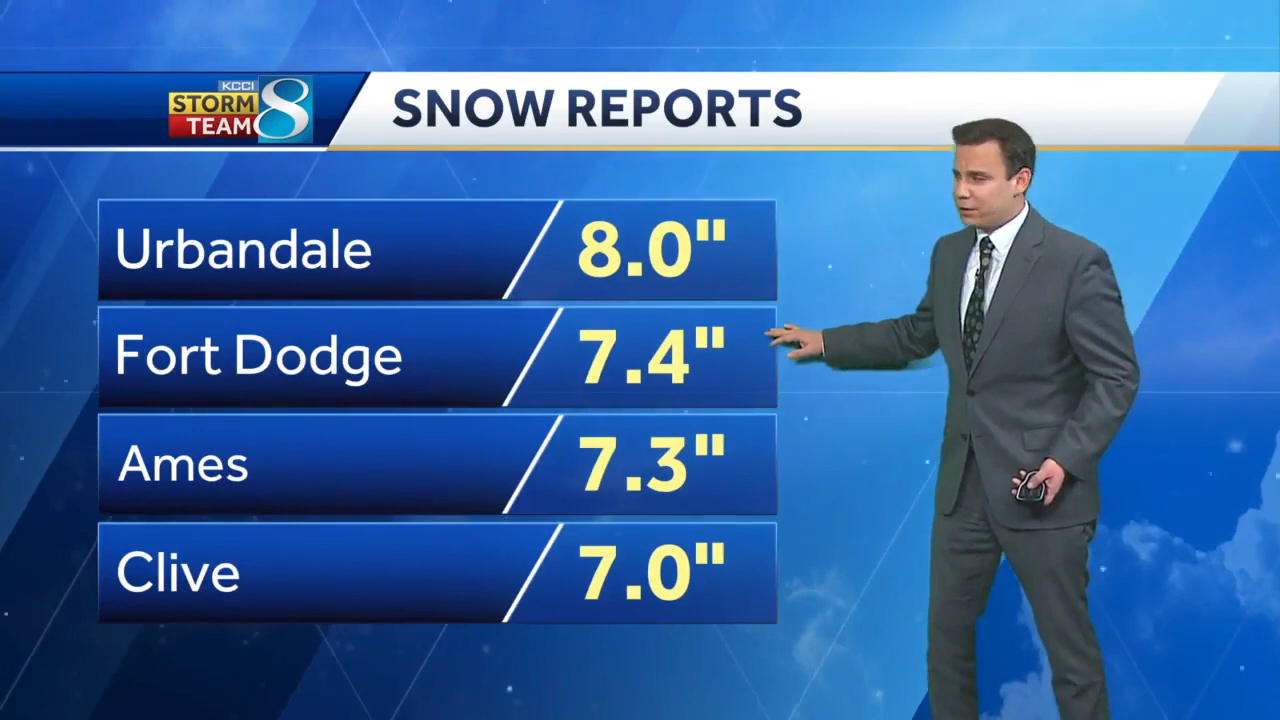 KCCI
STORM
TEAM 8
SNOW REPORTS
Urbandale 8.0"
Fort Dodge 7.4"
Ames 7.3"
Clive 7.0"